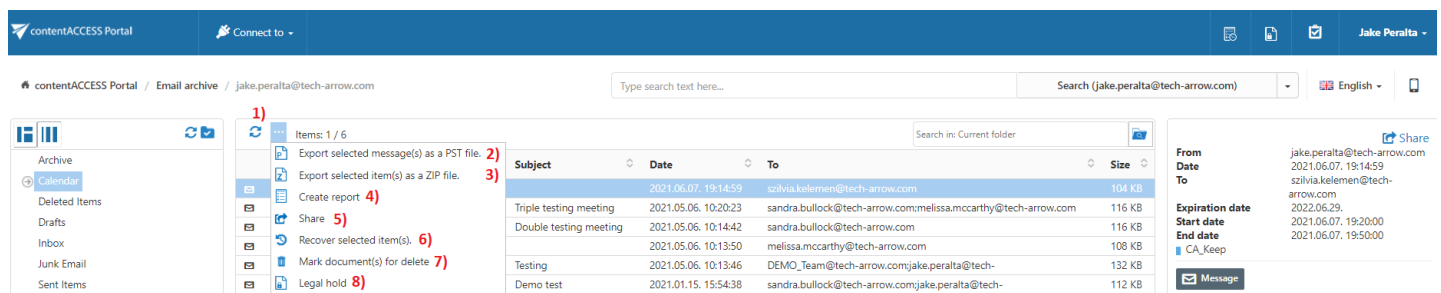 contentACCESS Portal
Connect to
Jake Peralta
contentACCESS Portal / Email archive / jake.peralta@tech-arrow.com
Type search text here...
Search (jake.peralta@tech-arrow.com)
English
1)
Items: 1 / 6
Search in: Current folder
Archive
Calendar
Deleted Items
Drafts
Inbox
Junk Email
Sent Items
Export selected message(s) as a PST file. 2)
Export selected item(s) as a ZIP file. 3)
Create report 4)
Share 5)
Recover selected item(s). 6)
Mark document(s) for delete 7)
Legal hold 8)
Subject Date To Size
2021.06.07. 19:14:59 szilvia.kelemen@tech-arrow.com 104 KB
Triple testing meeting 2021.05.06. 10:20:23 sandra.bullock@tech-arrow.com;melissa.mccarthy@tech-arrow.com 116 KB
Double testing meeting 2021.05.06. 10:14:42 sandra.bullock@tech-arrow.com 116 KB
2021.05.06. 10:13:50 melissa.mccarthy@tech-arrow.com 108 KB
Testing 2021.05.06. 10:13:46 DEMO_Team@tech-arrow.com;jake.peralta@tech- 132 KB
Demo test 2021.01.15. 15:54:38 sandra.bullock@tech-arrow.com;jake.peralta@tech- 112 KB
Share
From jake.peralta@tech-arrow.com
Date 2021.06.07. 19:14:59
To szilvia.kelemen@tech-
arrow.com
Expiration date 2022.06.29.
Start date 2021.06.07. 19:20:00
End date 2021.06.07. 19:50:00
CA_Keep
Message